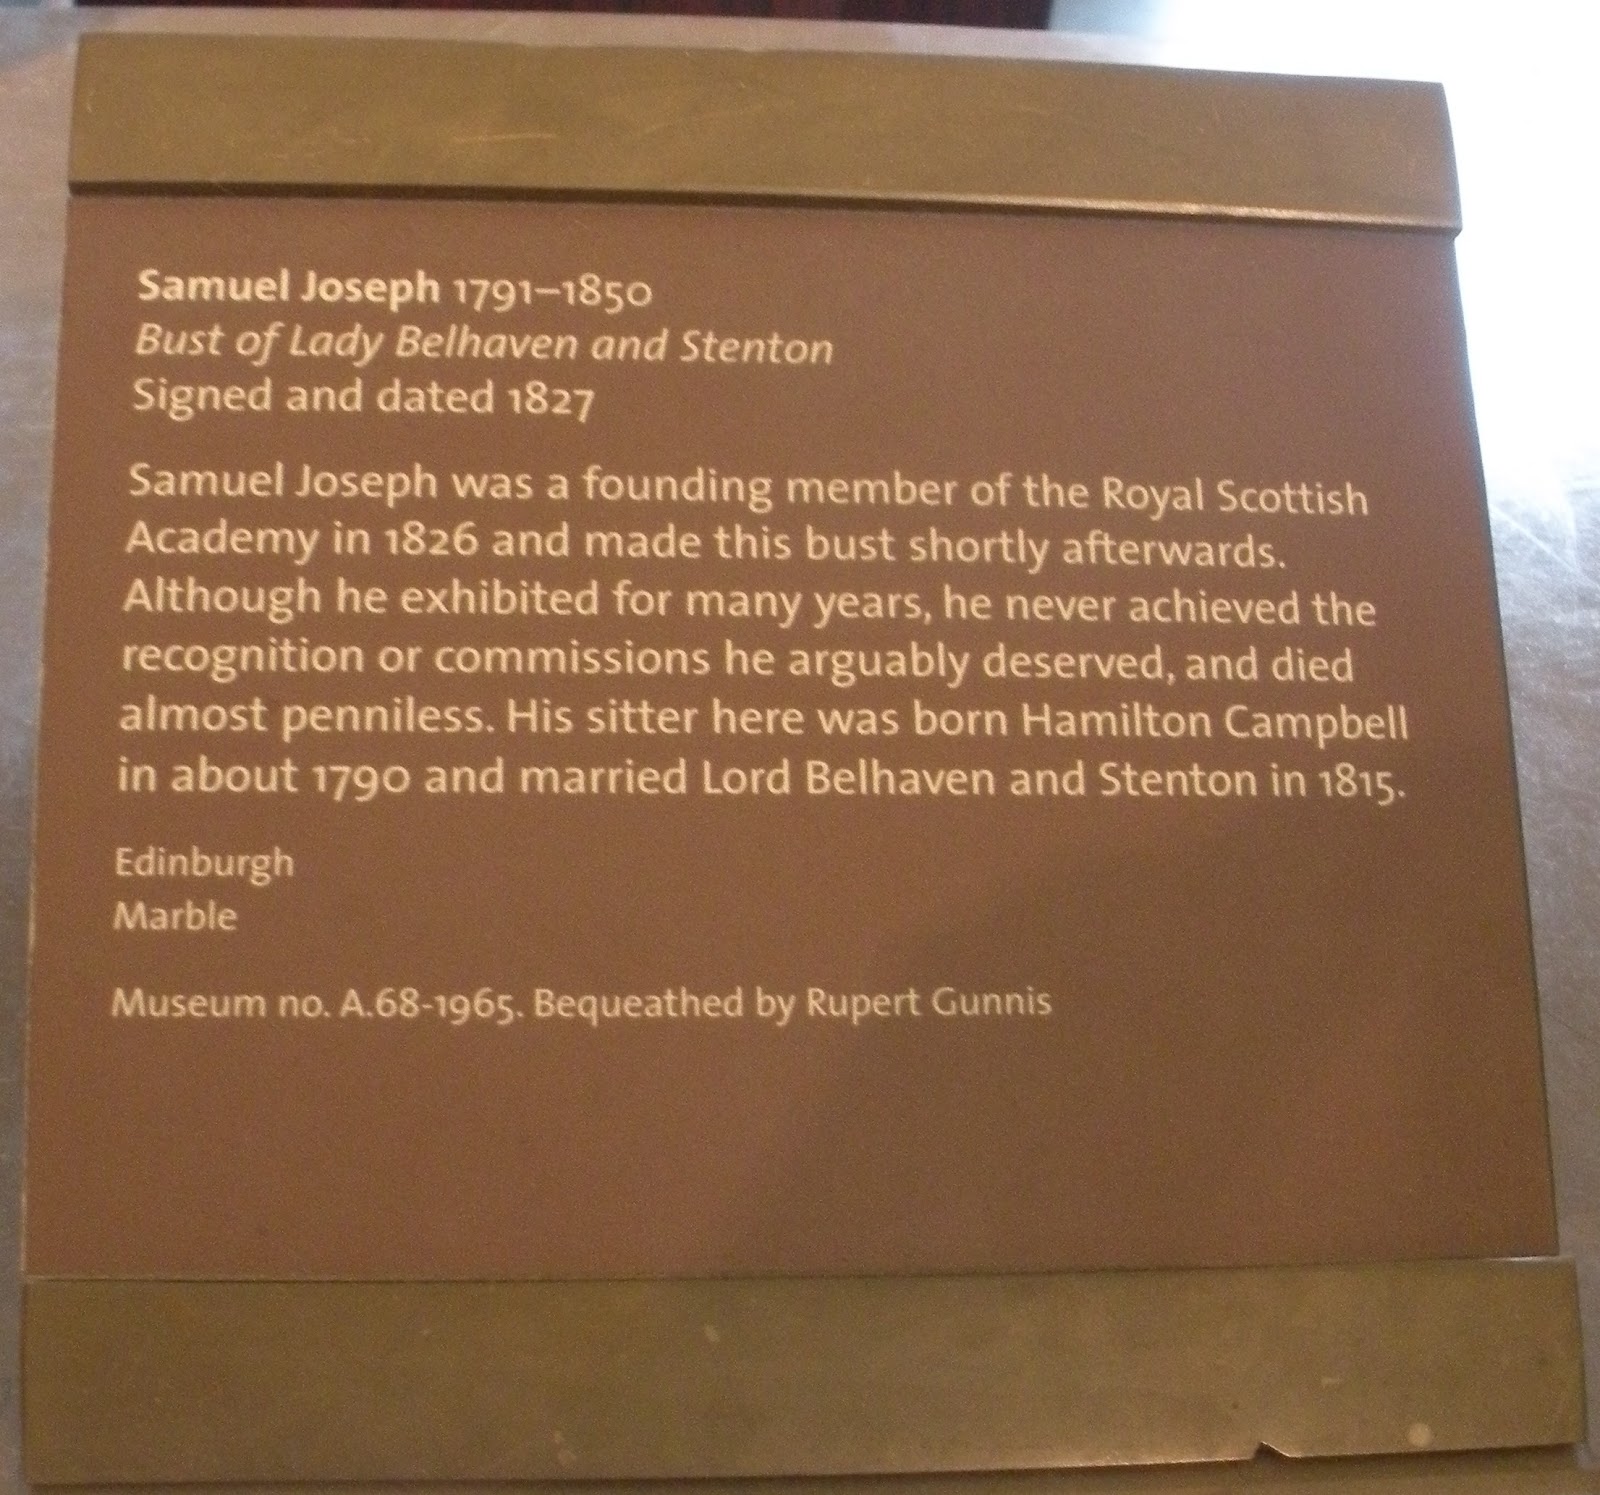 Samuel Joseph 1791–1850
Bust of Lady Belhaven and Stenton
Signed and dated 1827
Samuel Joseph was a founding member of the Royal Scottish
Academy in 1826 and made this bust shortly afterwards.
Although he exhibited for many years, he never achieved the
recognition or commissions he arguably deserved, and died
almost penniless. His sitter here was born Hamilton Campbell
in about 1790 and married Lord Belhaven and Stenton in 1815.
Edinburgh
Marble
Museum no. A.68-1965. Bequeathed by Rupert Gunnis